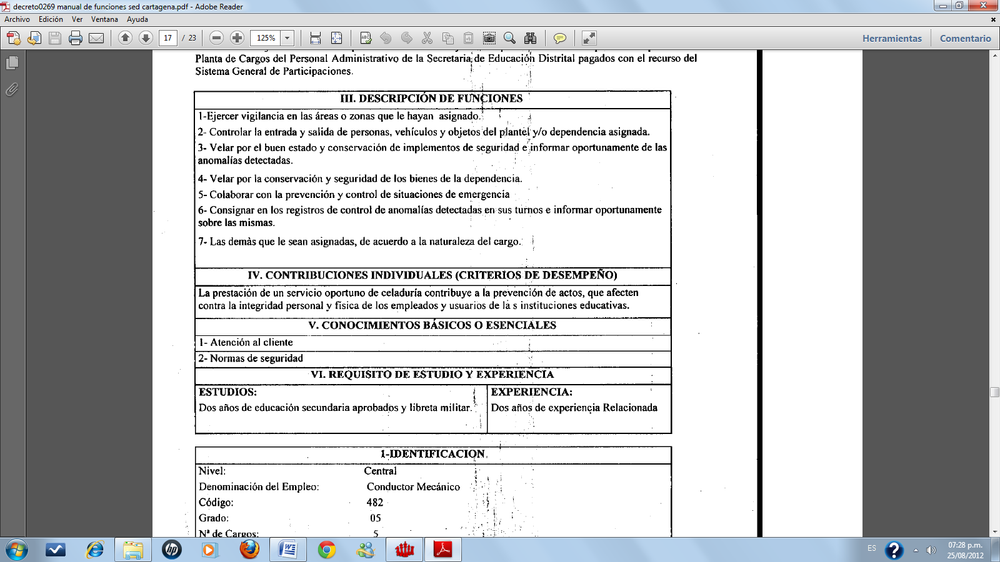 decreto0269 manual de funciones sed cartagena.pdf - Adobe Reader
Archivo Edición Ver Ventana Ayuda
17 / 23 125% Herramientas Comentario
Planta de Cargos del Personal Administrativo de la Secretaria de Educación Distrital pagados con el recurso del
Sistema General de Participaciones.
III. DESCRIPCIÓN DE FUNCIONES
1-Ejercer vigilancia en las áreas o zonas que le hayan asignado.
2- Controlar la entrada y salida de personas, vehículos y objetos del plantel y/o dependencia asignada.
3- Velar por el buen estado y conservación de implementos de seguridad e informar oportunamente de las
anomalías detectadas.
4- Velar por la conservación y seguridad de los bienes de la dependencia.
5- Colaborar con la prevención y control de situaciones de emergencia
6- Consignar en los registros de control de anomalías detectadas en sus turnos e informar oportunamente
sobre las mismas.
7- Las demàs que le sean asignadas, de acuerdo a la naturaleza del cargo.
IV. CONTRIBUCIONES INDIVIDUALES (CRITERIOS DE DESEMPEÑO)
La prestación de un servicio oportuno de celaduría contribuye a la prevención de actos, que afecten
contra la integridad personal y física de los empleados y usuarios de la s instituciones educativas.
V. CONOCIMIENTOS BÁSICOS O ESENCIALES
1- Atención al cliente
2- Normas de seguridad
VI. REQUISITO DE ESTUDIO Y EXPERIENCIA
ESTUDIOS: EXPERIENCIA:
Dos años de educación secundaria aprobados y libreta militar. Dos años de experiencia Relacionada
1-IDENTIFICACION
Nivel: Central
Denominación del Empleo: Conductor Mecánico
Código: 482
Grado: 05
Nª de Cargos: 5
ES 07:28 p.m.
25/08/2012